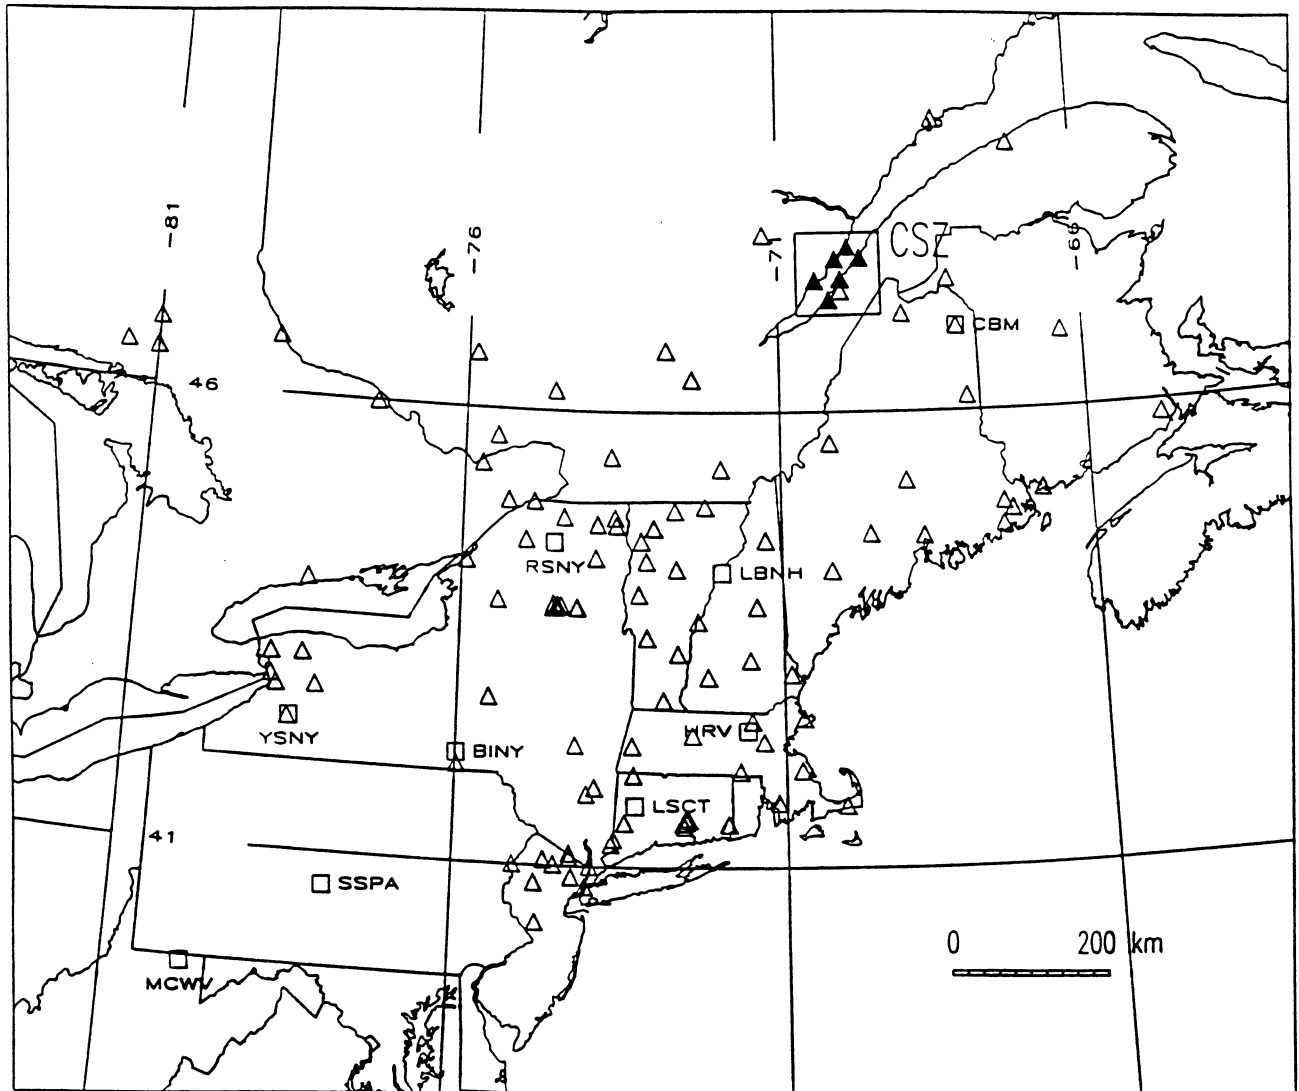 -81
-76
-71
-66
CSZ
CBM
46
RSNY
LBNH
YSNY
BINY
HRV
LSCT
41
SSPA
MCWV
0 200 km